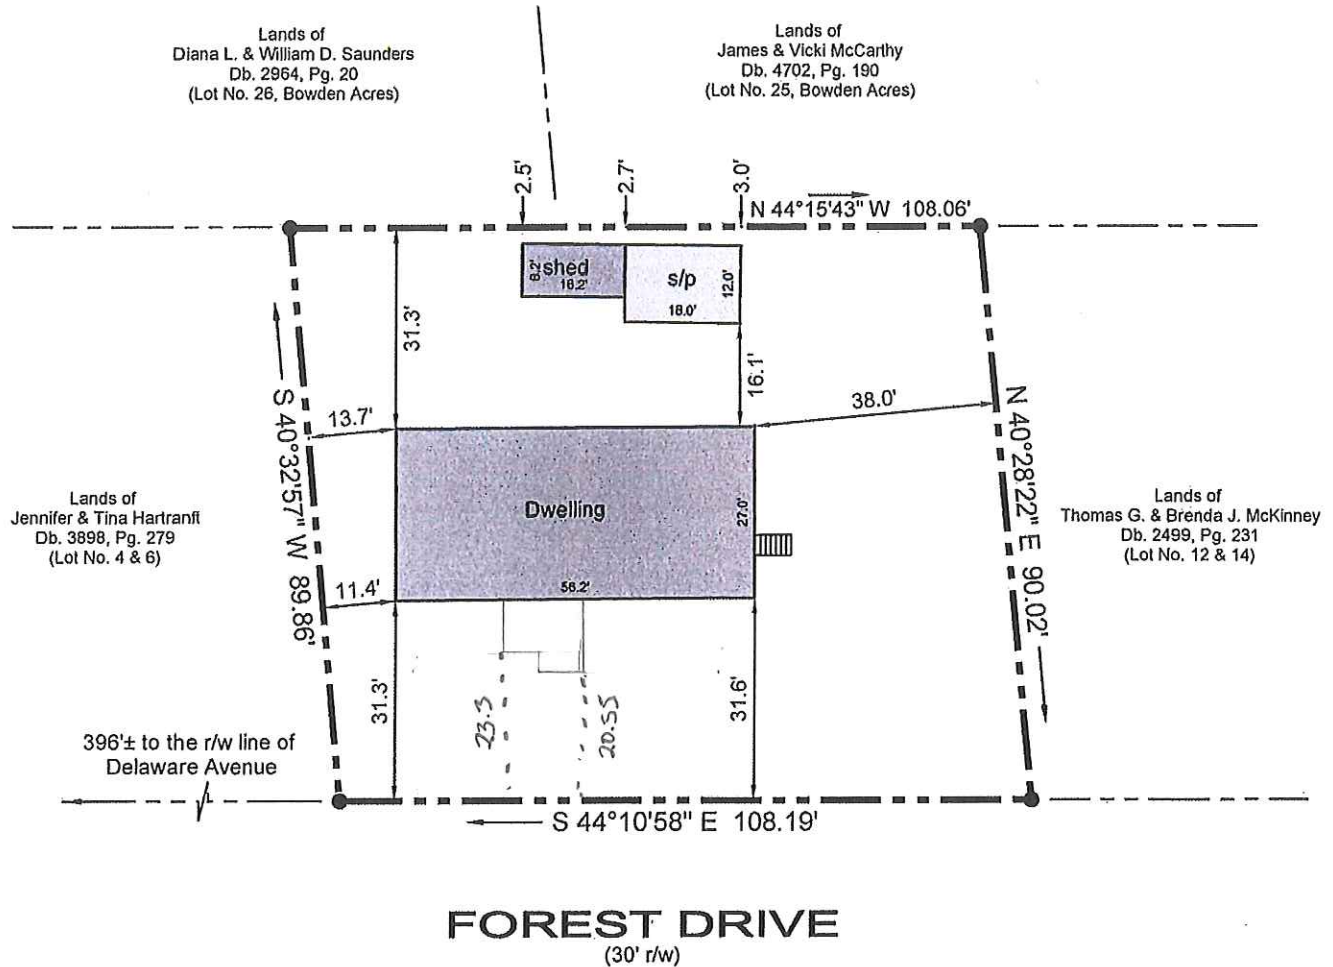 Lands of
Diana L. & William D. Saunders
Db. 2964, Pg. 20
(Lot No. 26, Bowden Acres)
Lands of
James & Vicki McCarthy
Db. 4702, Pg. 190
(Lot No. 25, Bowden Acres)
2.5'
2.7'
3.0'
N 44°15'43" W 108.06'
shed
8.2'
16.2'
s/p
12.0'
18.0'
31.3'
16.1'
S 40°32'57" W 89.86'
13.7'
38.0'
N 40°28'22" E 90.02'
Lands of
Jennifer & Tina Hartranft
Db. 3898, Pg. 279
(Lot No. 4 & 6)
Dwelling
27.0'
56.2'
Lands of
Thomas G. & Brenda J. McKinney
Db. 2499, Pg. 231
(Lot No. 12 & 14)
11.4'
31.3'
23.3
20.55
31.6'
396'± to the r/w line of
Delaware Avenue
S 44°10'58" E 108.19'
FOREST DRIVE
(30' r/w)